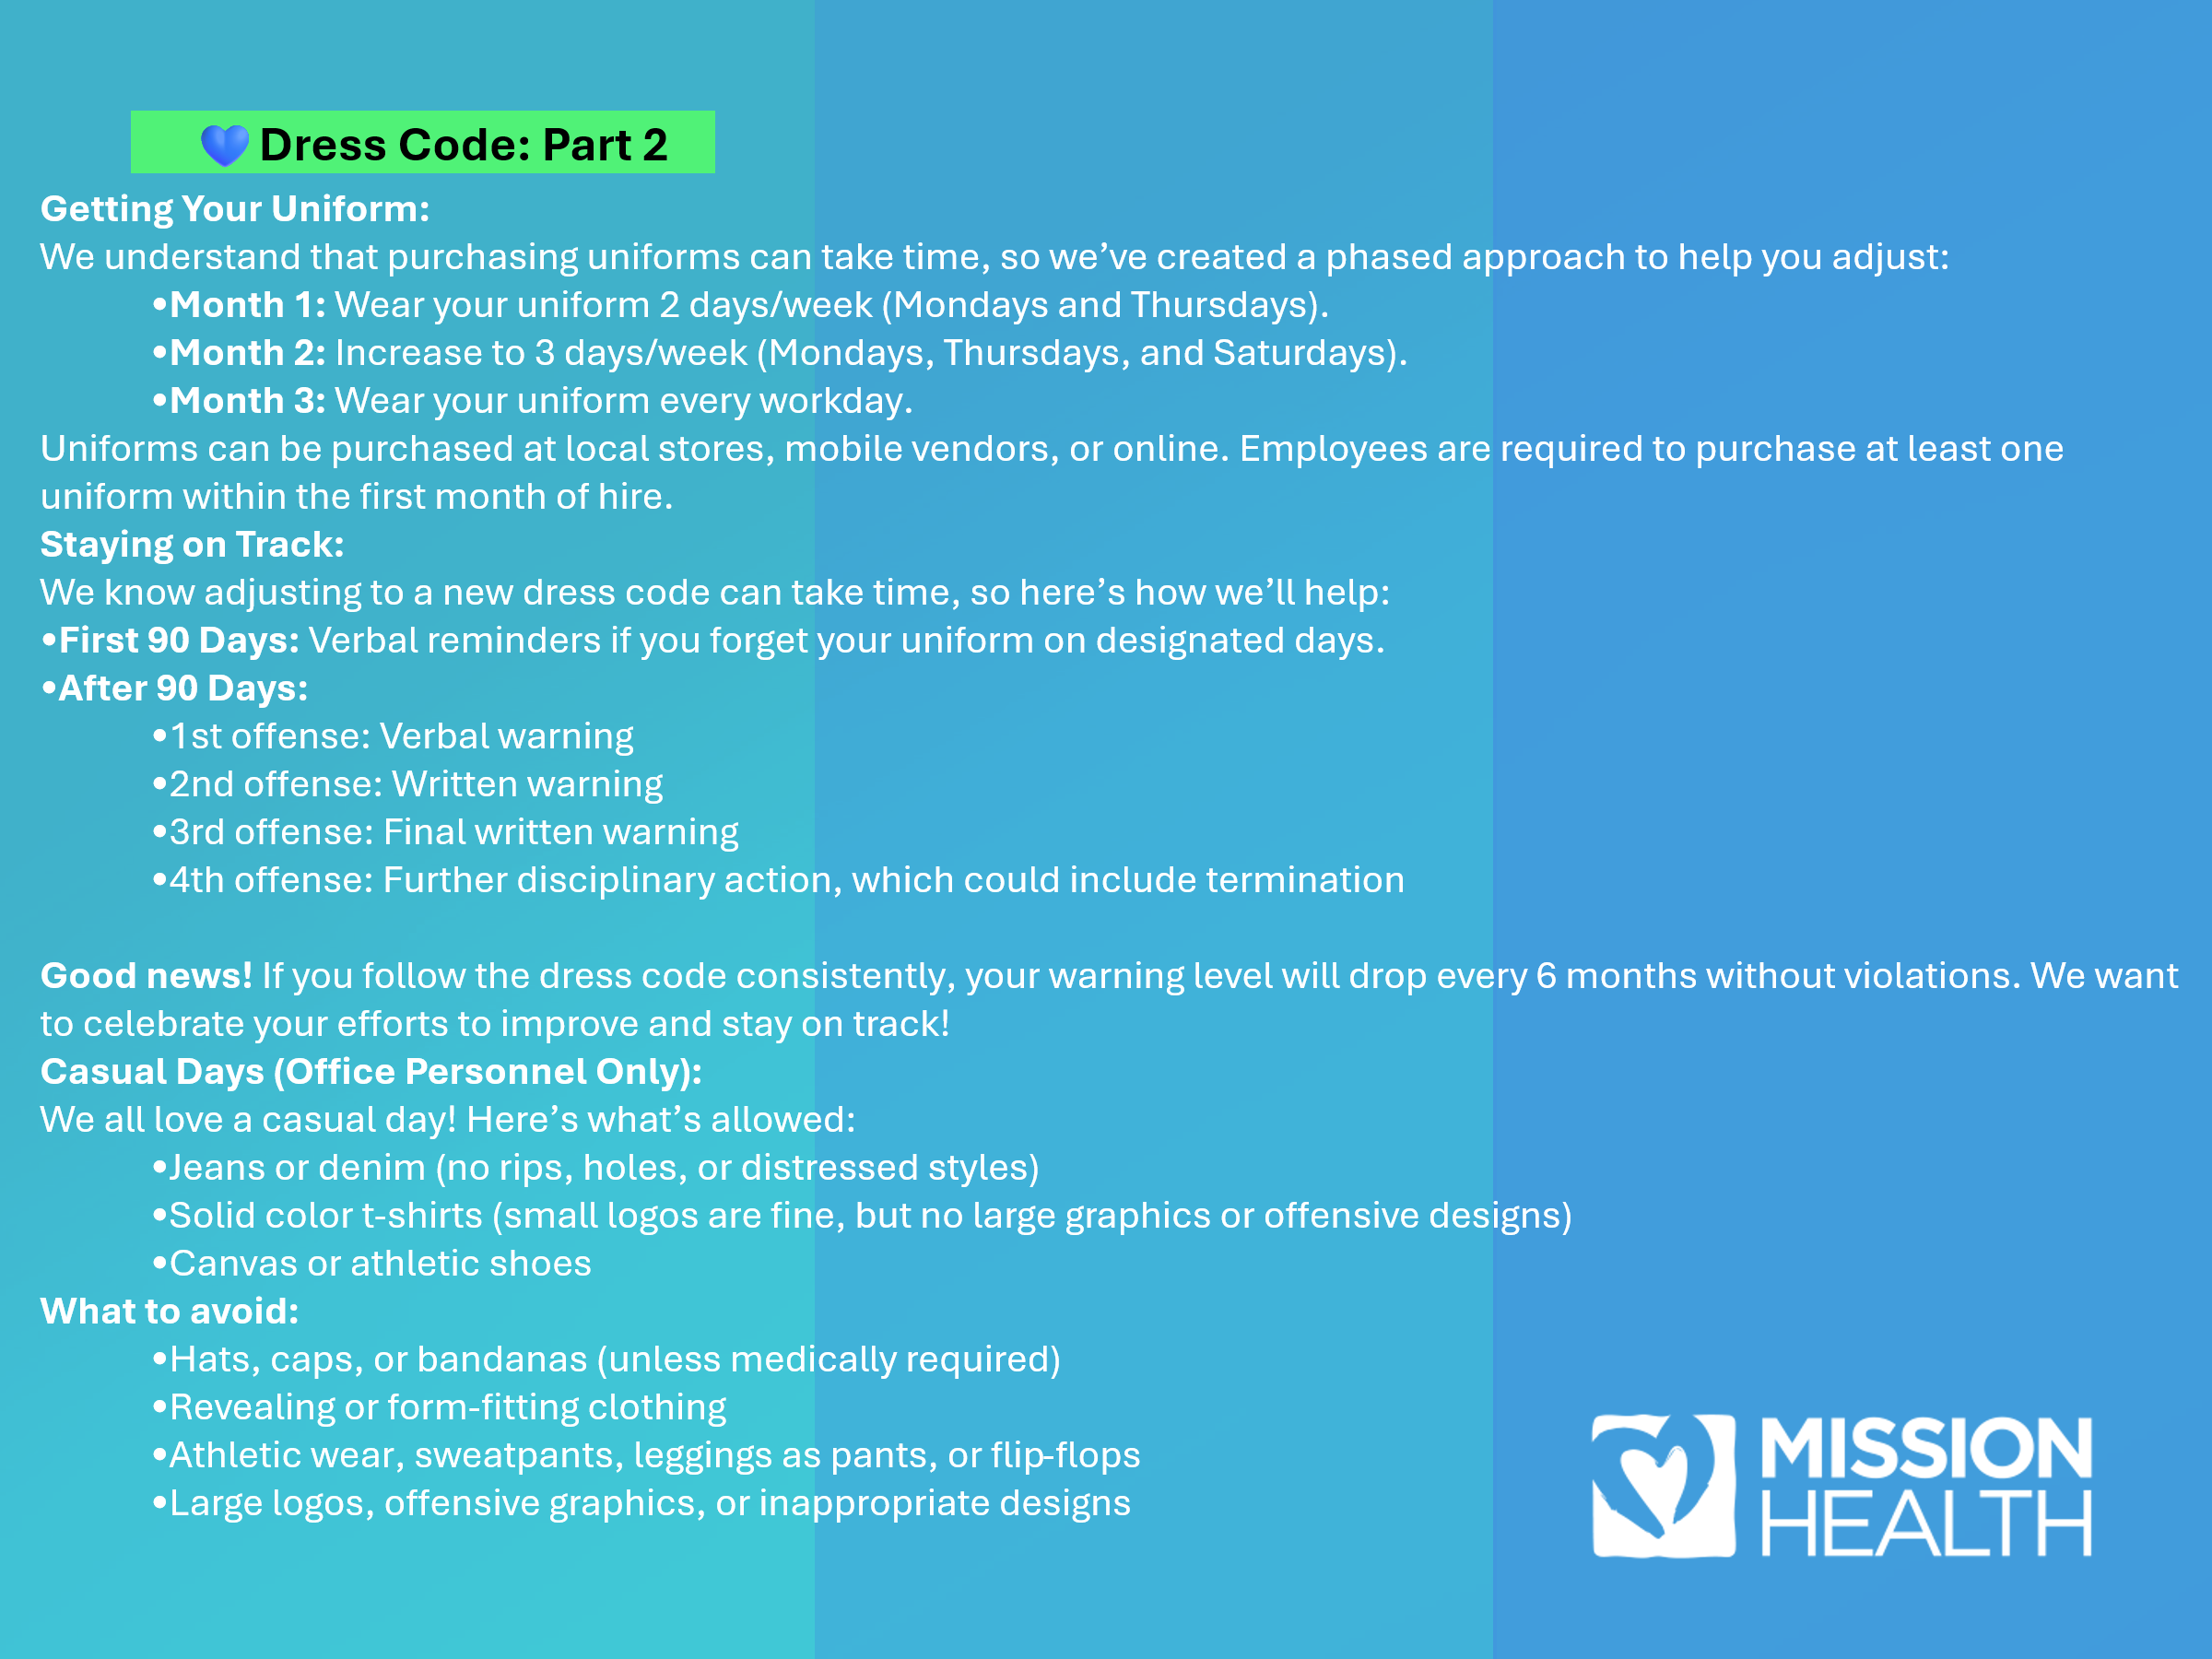 💙 Dress Code: Part 2
Getting Your Uniform:
We understand that purchasing uniforms can take time, so we’ve created a phased approach to help you adjust:
•Month 1: Wear your uniform 2 days/week (Mondays and Thursdays).
•Month 2: Increase to 3 days/week (Mondays, Thursdays, and Saturdays).
•Month 3: Wear your uniform every workday.
Uniforms can be purchased at local stores, mobile vendors, or online. Employees are required to purchase at least one
uniform within the first month of hire.
Staying on Track:
We know adjusting to a new dress code can take time, so here’s how we’ll help:
•First 90 Days: Verbal reminders if you forget your uniform on designated days.
•After 90 Days:
•1st offense: Verbal warning
•2nd offense: Written warning
•3rd offense: Final written warning
•4th offense: Further disciplinary action, which could include termination
Good news! If you follow the dress code consistently, your warning level will drop every 6 months without violations. We want
to celebrate your efforts to improve and stay on track!
Casual Days (Office Personnel Only):
We all love a casual day! Here’s what’s allowed:
•Jeans or denim (no rips, holes, or distressed styles)
•Solid color t-shirts (small logos are fine, but no large graphics or offensive designs)
•Canvas or athletic shoes
What to avoid:
•Hats, caps, or bandanas (unless medically required)
•Revealing or form-fitting clothing
•Athletic wear, sweatpants, leggings as pants, or flip-flops
•Large logos, offensive graphics, or inappropriate designs
MISSION
HEALTH